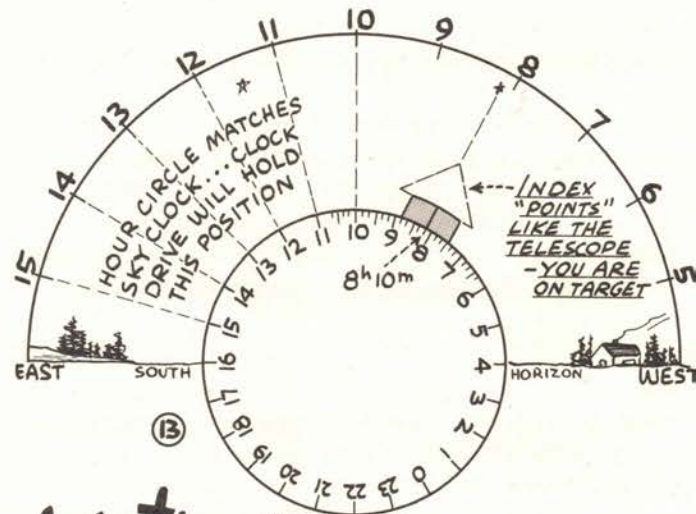 10
11
9
12
8
13
7
14
6
15
5
HOUR CIRCLE MATCHES
SKY CLOCK...CLOCK
DRIVE WILL HOLD
THIS POSITION
INDEX
"POINTS"
LIKE THE
TELESCOPE
-YOU ARE
ON TARGET
8h 10m
EAST
SOUTH
HORIZON
WEST
13
10
9
8
7
6
5
4
3
2
1
0
23
22
21
20
19
18
17
16
15
14
13
12
11